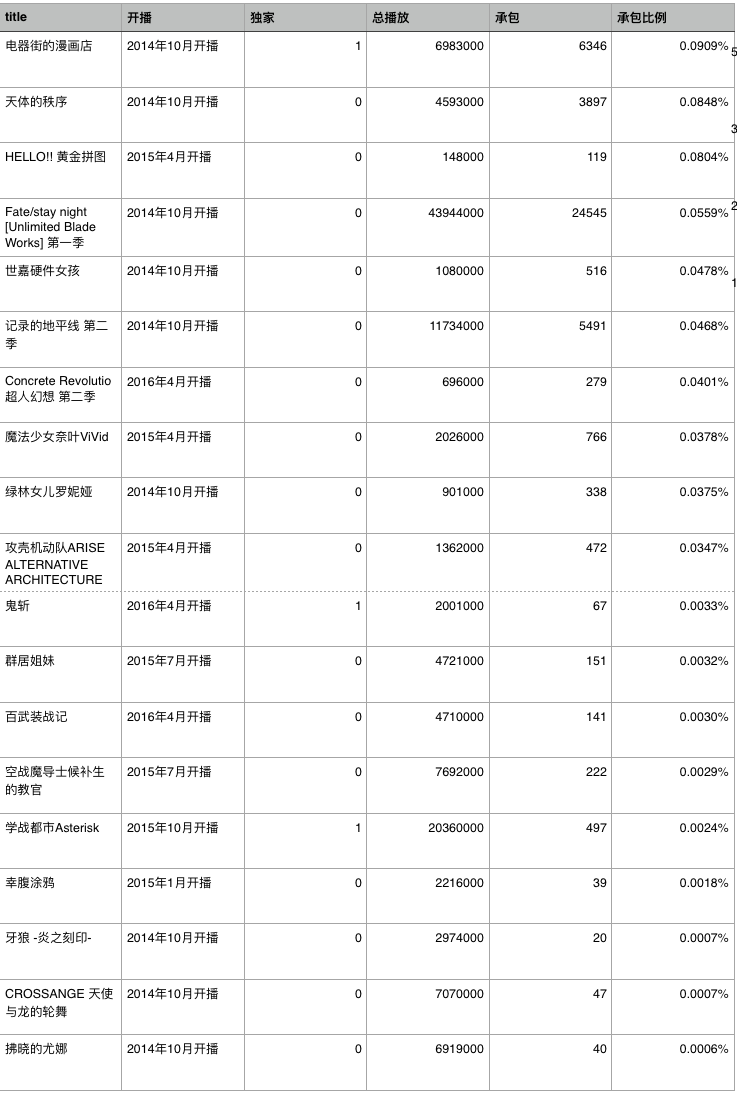 title 开播 独家 总播放 承包 承包比例
电器街的漫画店 2014年10月开播 1 6983000 6346 0.0909%
5
天体的秩序 2014年10月开播 0 4593000 3897 0.0848%
3
HELLO!! 黄金拼图 2015年4月开播 0 148000 119 0.0804%
Fate/stay night 2014年10月开播 0 43944000 24545 0.0559%
2
[Unlimited Blade
Works] 第一季
世嘉硬件女孩 2014年10月开播 0 1080000 516 0.0478%
1
记录的地平线 第二 2014年10月开播 0 11734000 5491 0.0468%
季
Concrete Revolutio 2016年4月开播 0 696000 279 0.0401%
超人幻想 第二季
魔法少女奈叶ViVid 2015年4月开播 0 2026000 766 0.0378%
绿林女儿罗妮娅 2014年10月开播 0 901000 338 0.0375%
攻壳机动队ARISE 2015年4月开播 0 1362000 472 0.0347%
ALTERNATIVE
ARCHITECTURE
鬼斩 2016年4月开播 1 2001000 67 0.0033%
群居姐妹 2015年7月开播 0 4721000 151 0.0032%
百武装战记 2016年4月开播 0 4710000 141 0.0030%
空战魔导士候补生 2015年7月开播 0 7692000 222 0.0029%
的教官
学战都市Asterisk 2015年10月开播 1 20360000 497 0.0024%
幸腹涂鸦 2015年1月开播 0 2216000 39 0.0018%
牙狼 -炎之刻印- 2014年10月开播 0 2974000 20 0.0007%
CROSSANGE 天使 2014年10月开播 0 7070000 47 0.0007%
与龙的轮舞
拂晓的尤娜 2014年10月开播 0 6919000 40 0.0006%